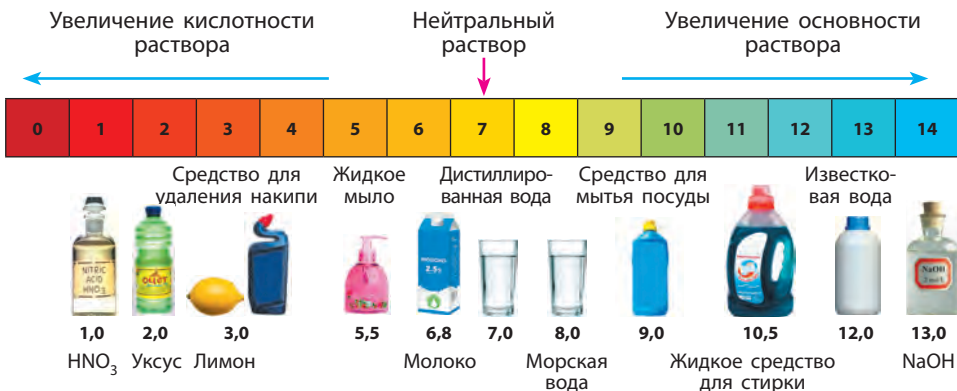 Увеличение кислотности
раствора
Нейтральный
раствор
Увеличение основности
раствора
0 1 2 3 4 5 6 7 8 9 10 11 12 13 14
Средство для
удаления накипи
Жидкое
мыло
Дистиллиро-
ванная вода
Средство для
мытья посуды
Известко-
вая вода
NITRIC
ACID
HNO3
ОЦЕТ
МОЛОКО
2.5%
NaOH
1,0 2,0 3,0 5,5 6,8 7,0 8,0 9,0 10,5 12,0 13,0
HNO₃ Уксус Лимон
Молоко
Морская
вода
Жидкое средство
для стирки
NaOH